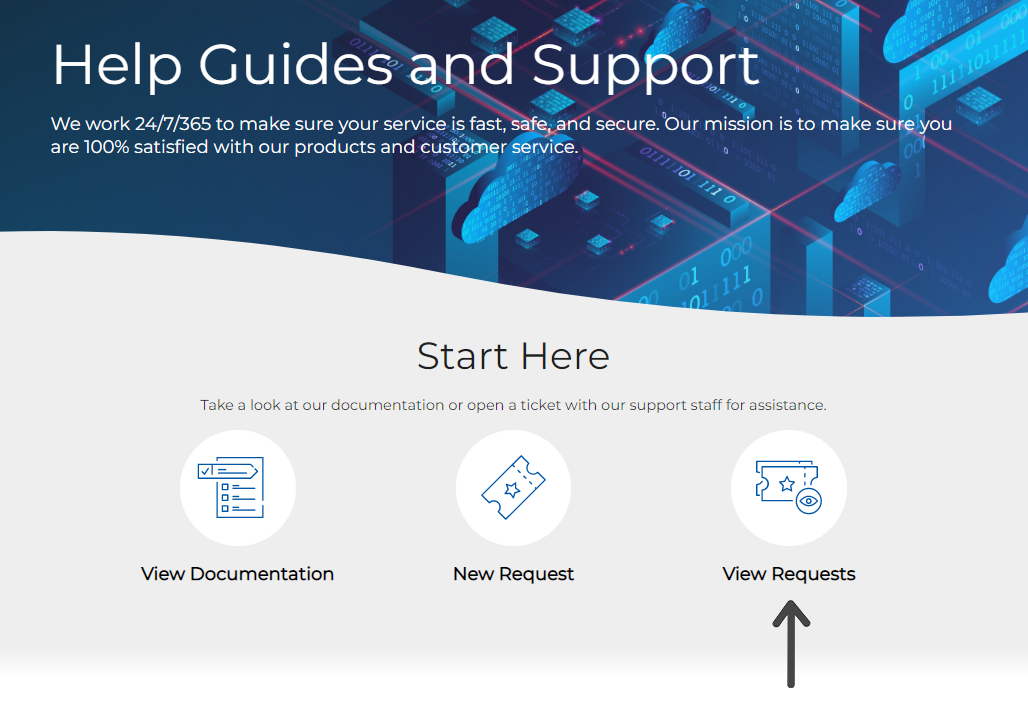 Help Guides and Support
We work 24/7/365 to make sure your service is fast, safe, and secure. Our mission is to make sure you
are 100% satisfied with our products and customer service.
Start Here
Take a look at our documentation or open a ticket with our support staff for assistance.
View Documentation
New Request
View Requests